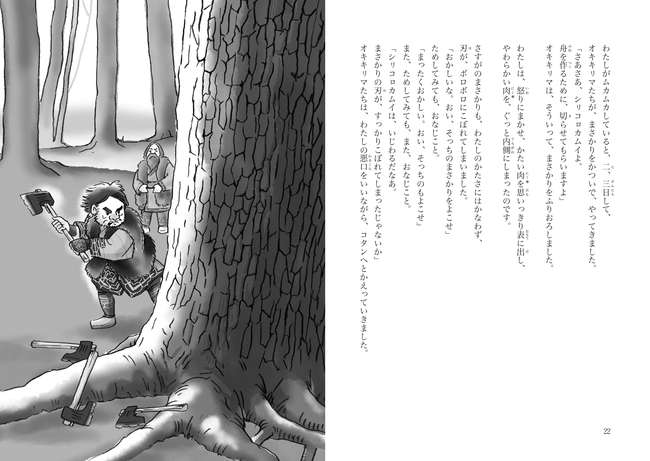 わたしがムカムカしていると、二、三日して、
オキキリマたちが、まさかりをかついで、やってきました。
「さあさあ、シリコロカムイよ、
舟を作るために、切らせてもらいますよ」
オキキリマは、そういって、まさかりをふりおろしました。
わたしは、怒りにまかせ、かたい肉を思いっきり表に出し、
やわらかい肉を、ぐっと内側にしまったのです。
さすがのまさかりも、わたしのかたさにはかなわず、
刃が、ボロボロにこぼれてしまいました。
「おかしいな。おい、そっちのまさかりをよこせ」
ためしてみても、おなじこと。
「まったくおかしい。おい、そっちのもよこせ」
また、ためしてみても、また、おなじこと。
「シリコロカムイは、いじわるだなあ。
まさかりの刃が、すっかりこぼれてしまったじゃないか」
オキキリマたちは、わたしの悪口をいいながら、コタンへとかえっていきました。
22